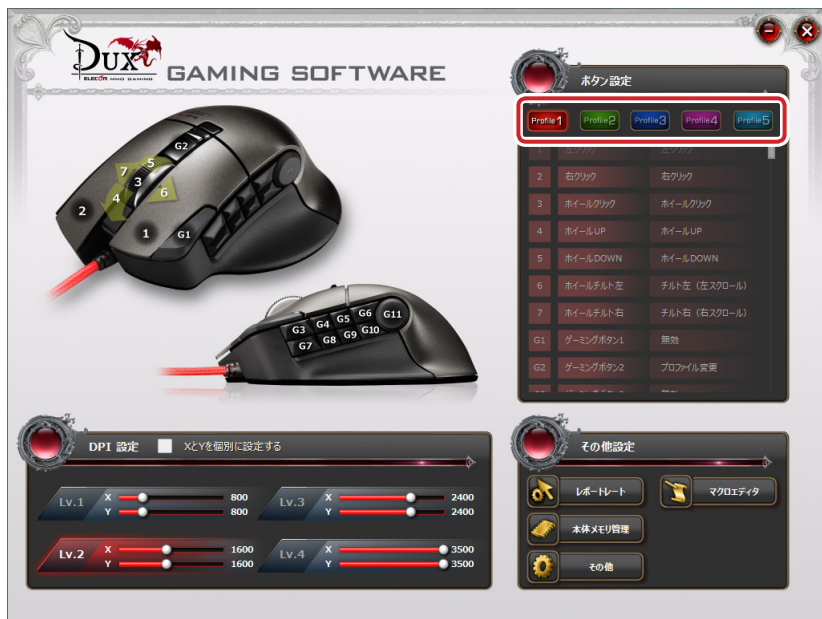 DUX
ELECOM MMO GAMING
GAMING SOFTWARE
G2
5
7
3
4
6
2
1
G1
G3
G4
G5
G6
G11
G7
G8
G9
G10
ボタン設定
Profile1 Profile2 Profile3 Profile4 Profile5
1 左クリック 左クリック
2 右クリック 右クリック
3 ホイールクリック ホイールクリック
4 ホイールUP ホイールUP
5 ホイールDOWN ホイールDOWN
6 ホイールチルト左 チルト左（左スクロール）
7 ホイールチルト右 チルト右（右スクロール）
G1 ゲーミングボタン1 無効
G2 ゲーミングボタン2 プロファイル変更
DPI 設定 XとYを個別に設定する
Lv.1 X 800
Y 800
Lv.3 X 2400
Y 2400
Lv.2 X 1600
Y 1600
Lv.4 X 3500
Y 3500
その他設定
レポートレート マクロエディタ
本体メモリ管理
その他